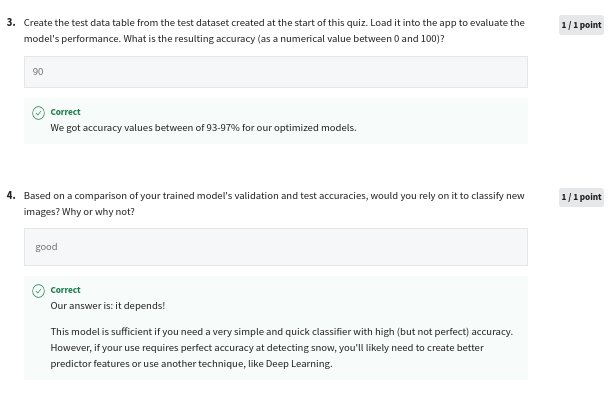 3. Create the test data table from the test dataset created at the start of this quiz. Load it into the app to evaluate the
model's performance. What is the resulting accuracy (as a numerical value between 0 and 100)?
1 / 1 point
90
Correct
We got accuracy values between of 93-97% for our optimized models.
4. Based on a comparison of your trained model's validation and test accuracies, would you rely on it to classify new
images? Why or why not?
1 / 1 point
good
Correct
Our answer is: it depends!
This model is sufficient if you need a very simple and quick classifier with high (but not perfect) accuracy.
However, if your use requires perfect accuracy at detecting snow, you'll likely need to create better
predictor features or use another technique, like Deep Learning.